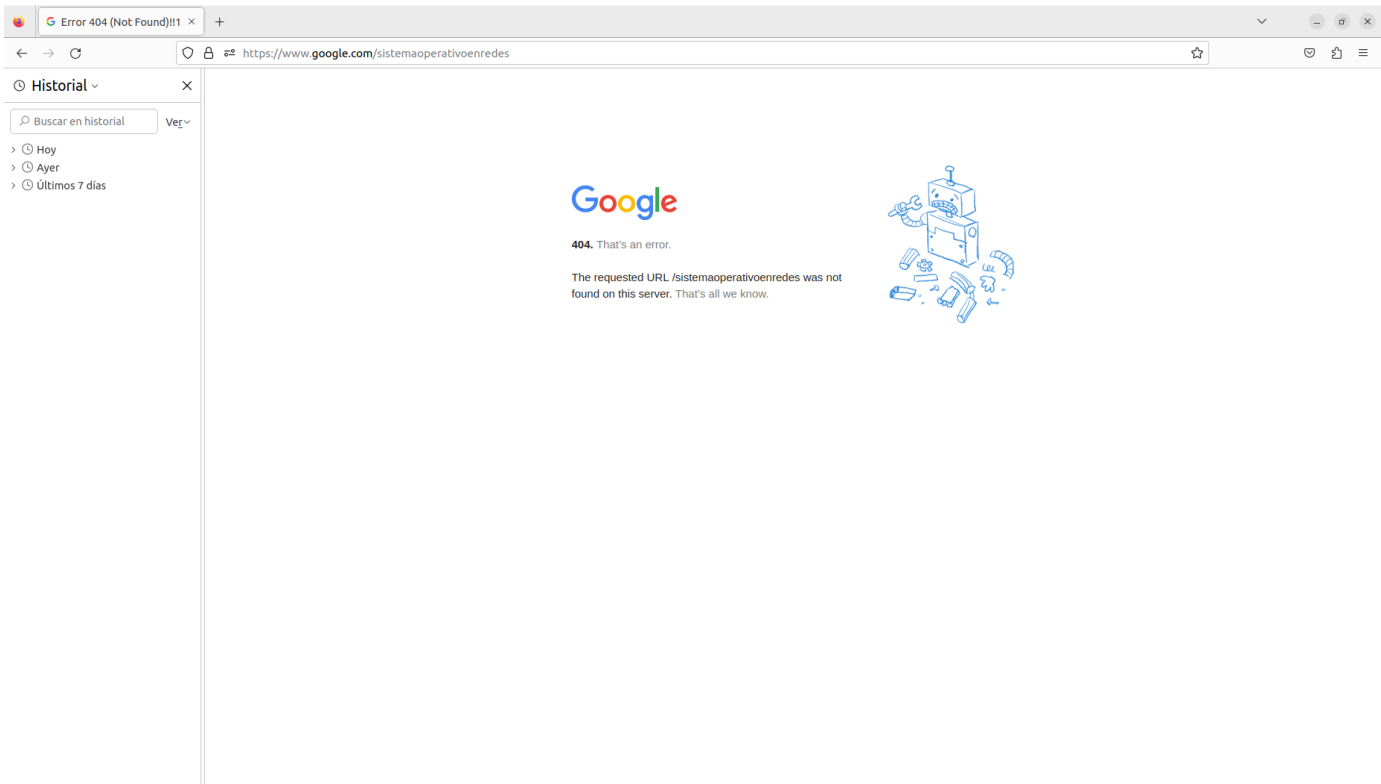 Error 404 (Not Found)!!1
https://www.google.com/sistemaoperativoenredes
Historial
Buscar en historial
Ver
Hoy
Ayer
Últimos 7 días
Google
404. That's an error.
The requested URL /sistemaoperativoenredes was not
found on this server. That's all we know.